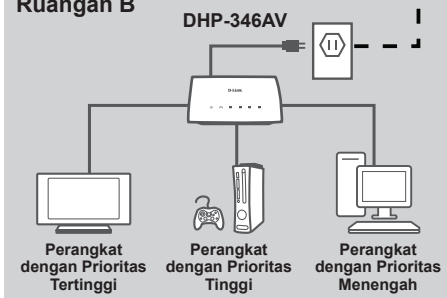 Ruangan B
DHP-346AV
D-Link
Perangkat
dengan Prioritas
Tertinggi
Perangkat
dengan Prioritas
Tinggi
Perangkat
dengan Prioritas
Menengah